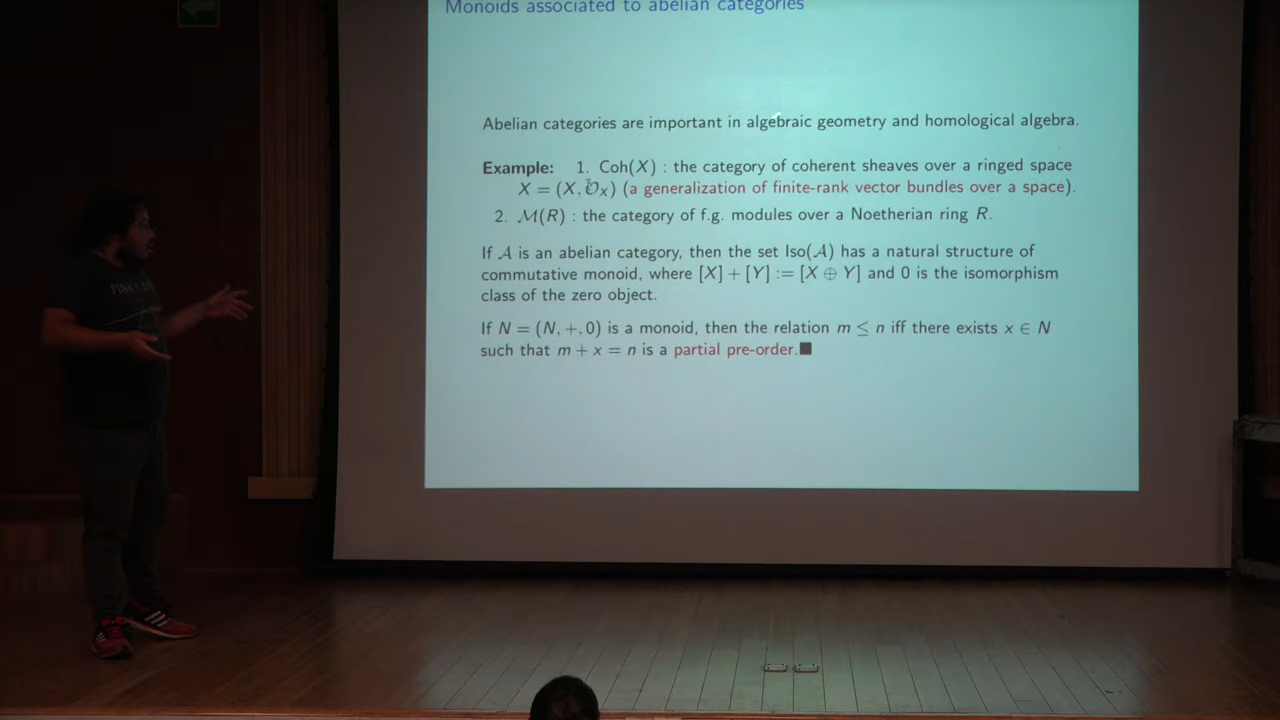 Monoids associated to abelian categories
Abelian categories are important in algebraic geometry and homological algebra.
Example: 1. Coh(X) : the category of coherent sheaves over a ringed space
X = (X, 𝒪_X) (a generalization of finite-rank vector bundles over a space).
2. ℳ(R) : the category of f.g. modules over a Noetherian ring R.
If 𝒜 is an abelian category, then the set Iso(𝒜) has a natural structure of
commutative monoid, where [X] + [Y] := [X ⊕ Y] and 0 is the isomorphism
class of the zero object.
If N = (N, +, 0) is a monoid, then the relation m ≤ n iff there exists x ∈ N
such that m + x = n is a partial pre-order.■